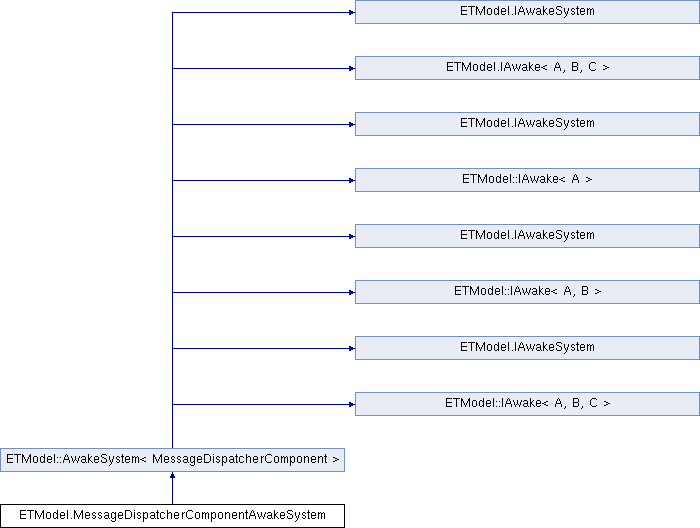 ETModel.IAwakeSystem
ETModel.IAwake< A, B, C >
ETModel.IAwakeSystem
ETModel::IAwake< A >
ETModel.IAwakeSystem
ETModel::IAwake< A, B >
ETModel.IAwakeSystem
ETModel::IAwake< A, B, C >
ETModel::AwakeSystem< MessageDispatcherComponent >
ETModel.MessageDispatcherComponentAwakeSystem